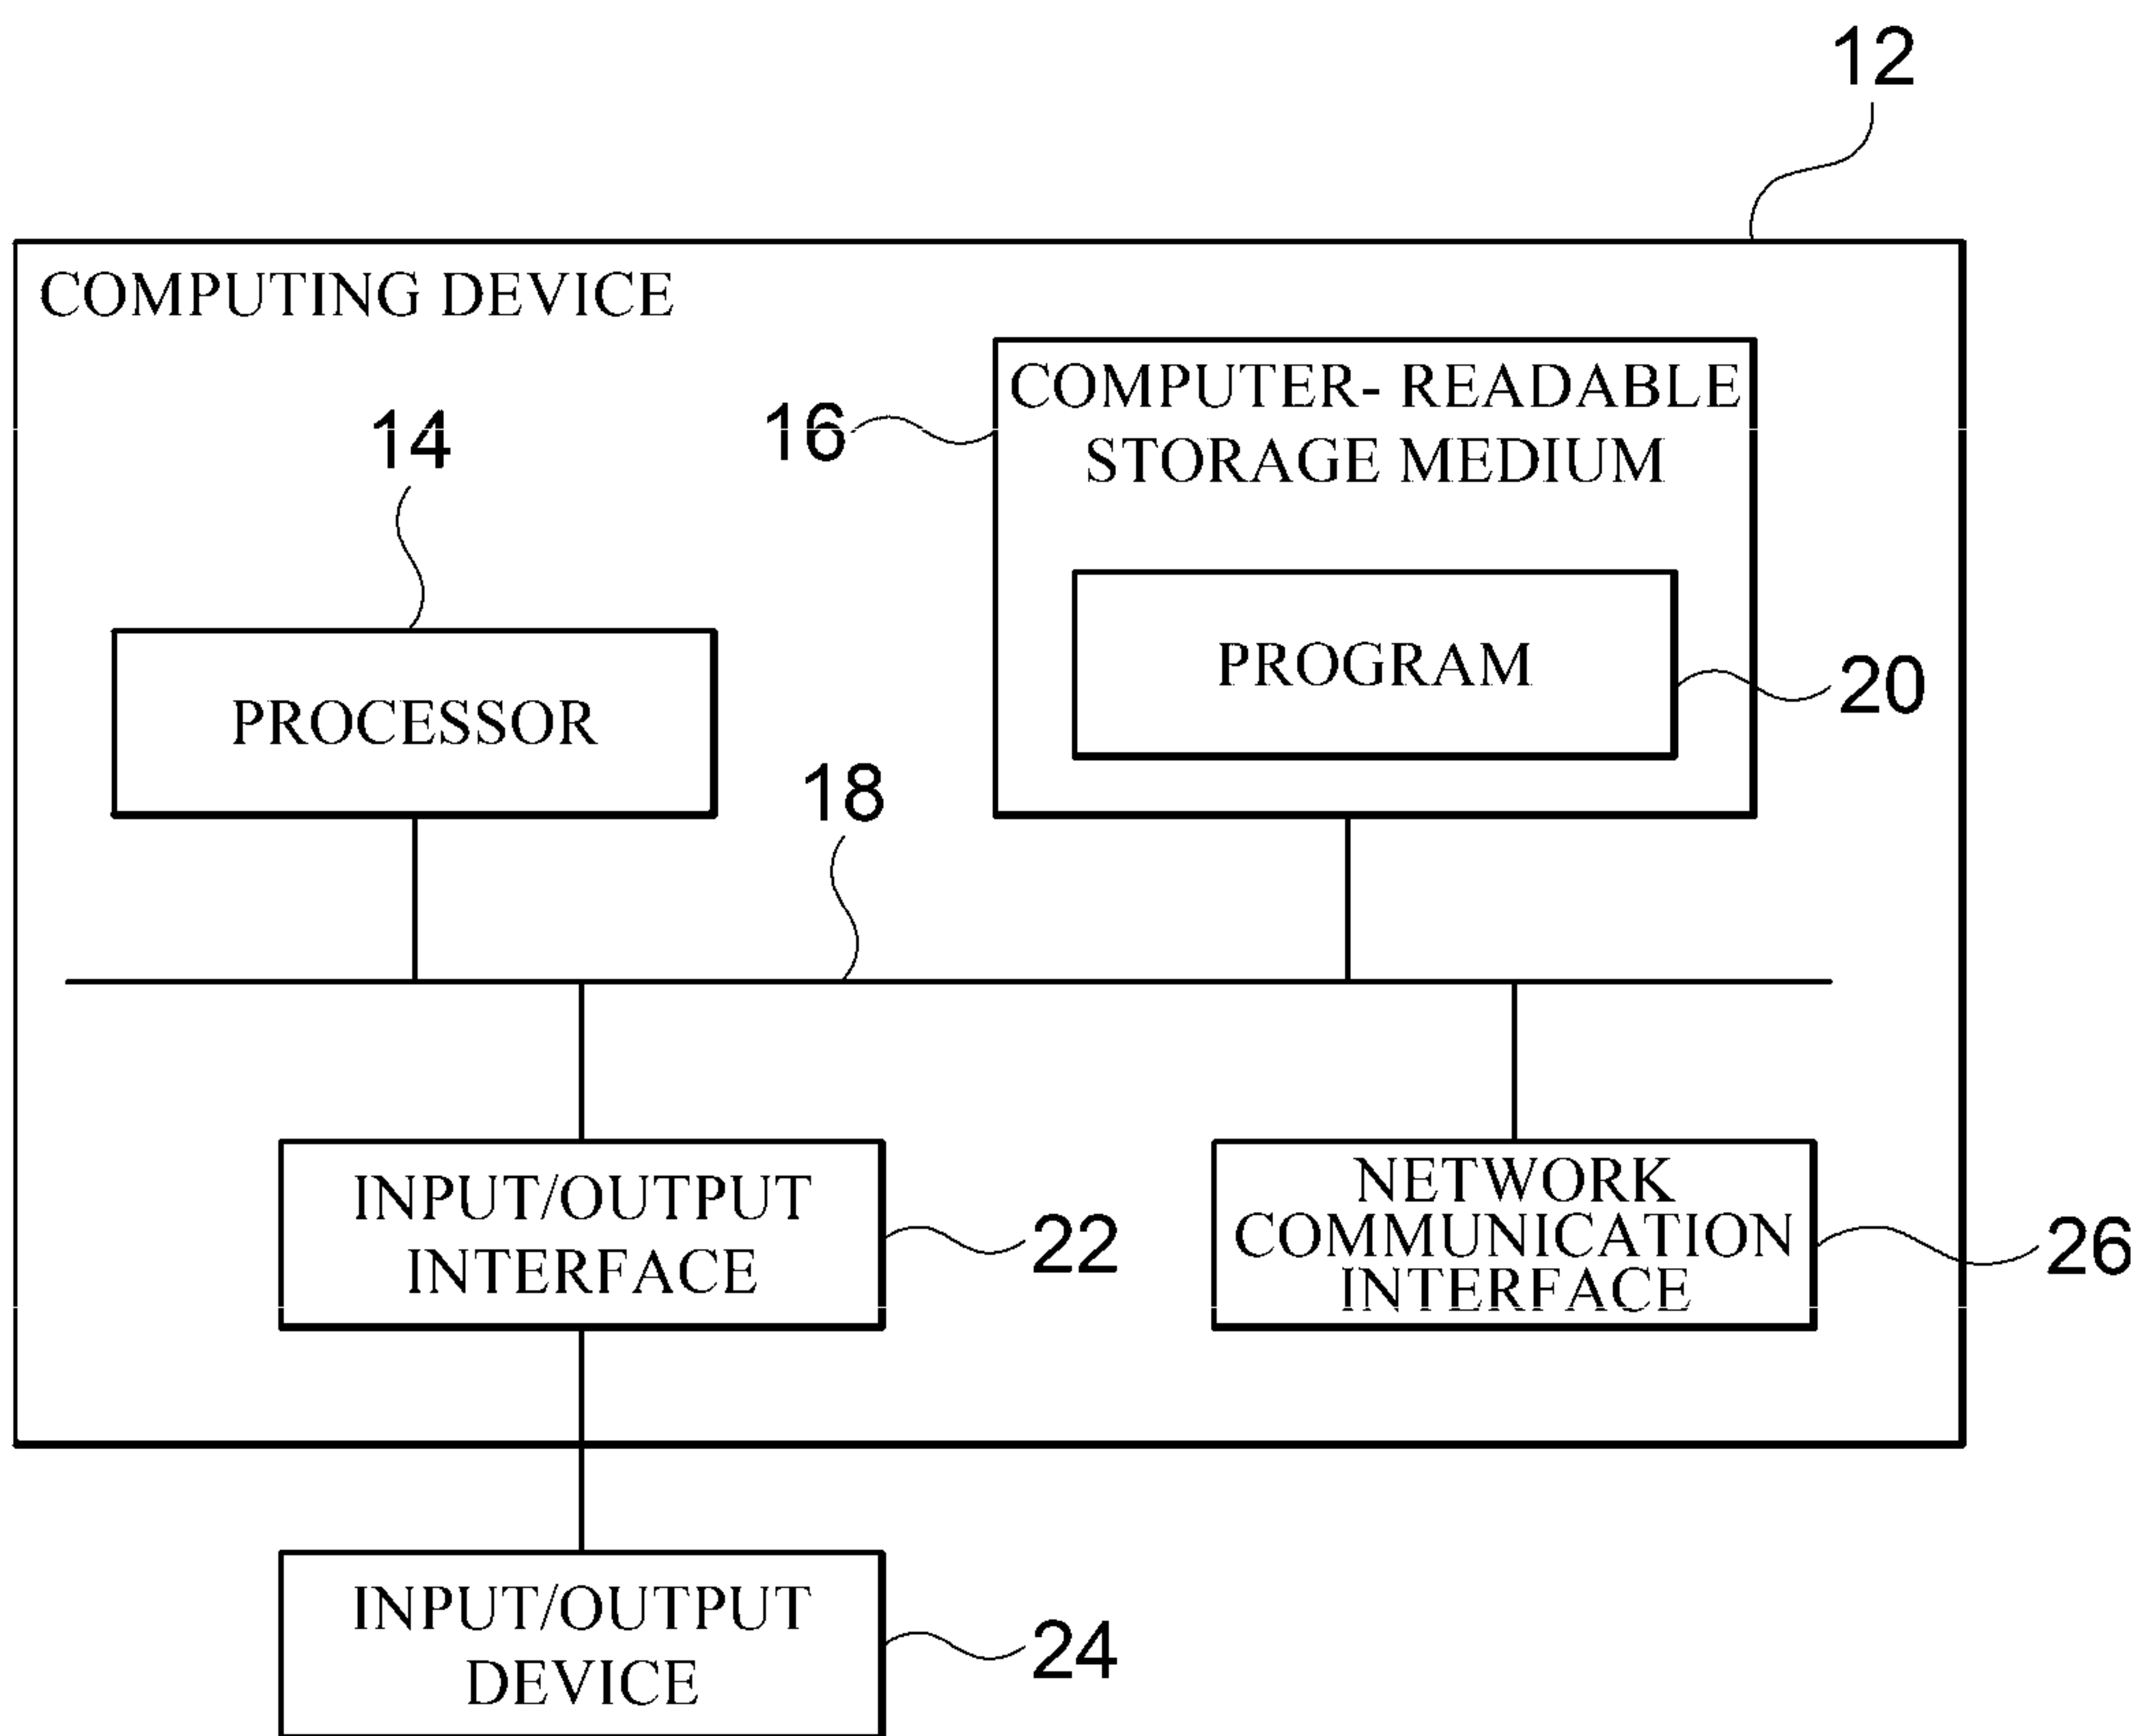 12
COMPUTING DEVICE
COMPUTER- READABLE
STORAGE MEDIUM
16
14
PROGRAM
20
PROCESSOR
18
INPUT/OUTPUT
INTERFACE
22
NETWORK
COMMUNICATION
INTERFACE
26
INPUT/OUTPUT
DEVICE
24